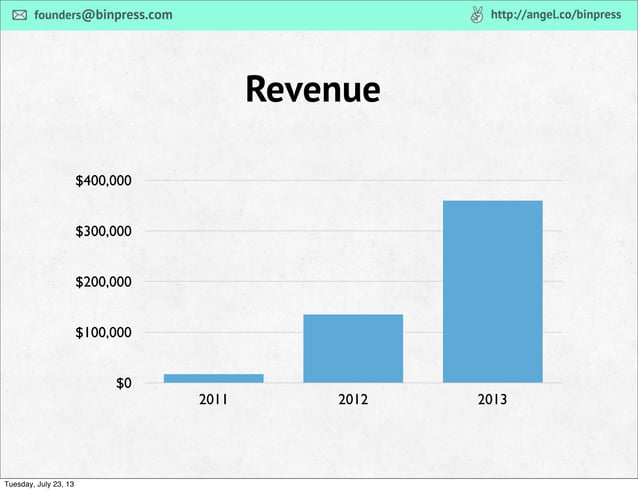 founders@binpress.com
http://angel.co/binpress
Revenue
$400,000
$300,000
$200,000
$100,000
$0
2011 2012 2013
Tuesday, July 23, 13